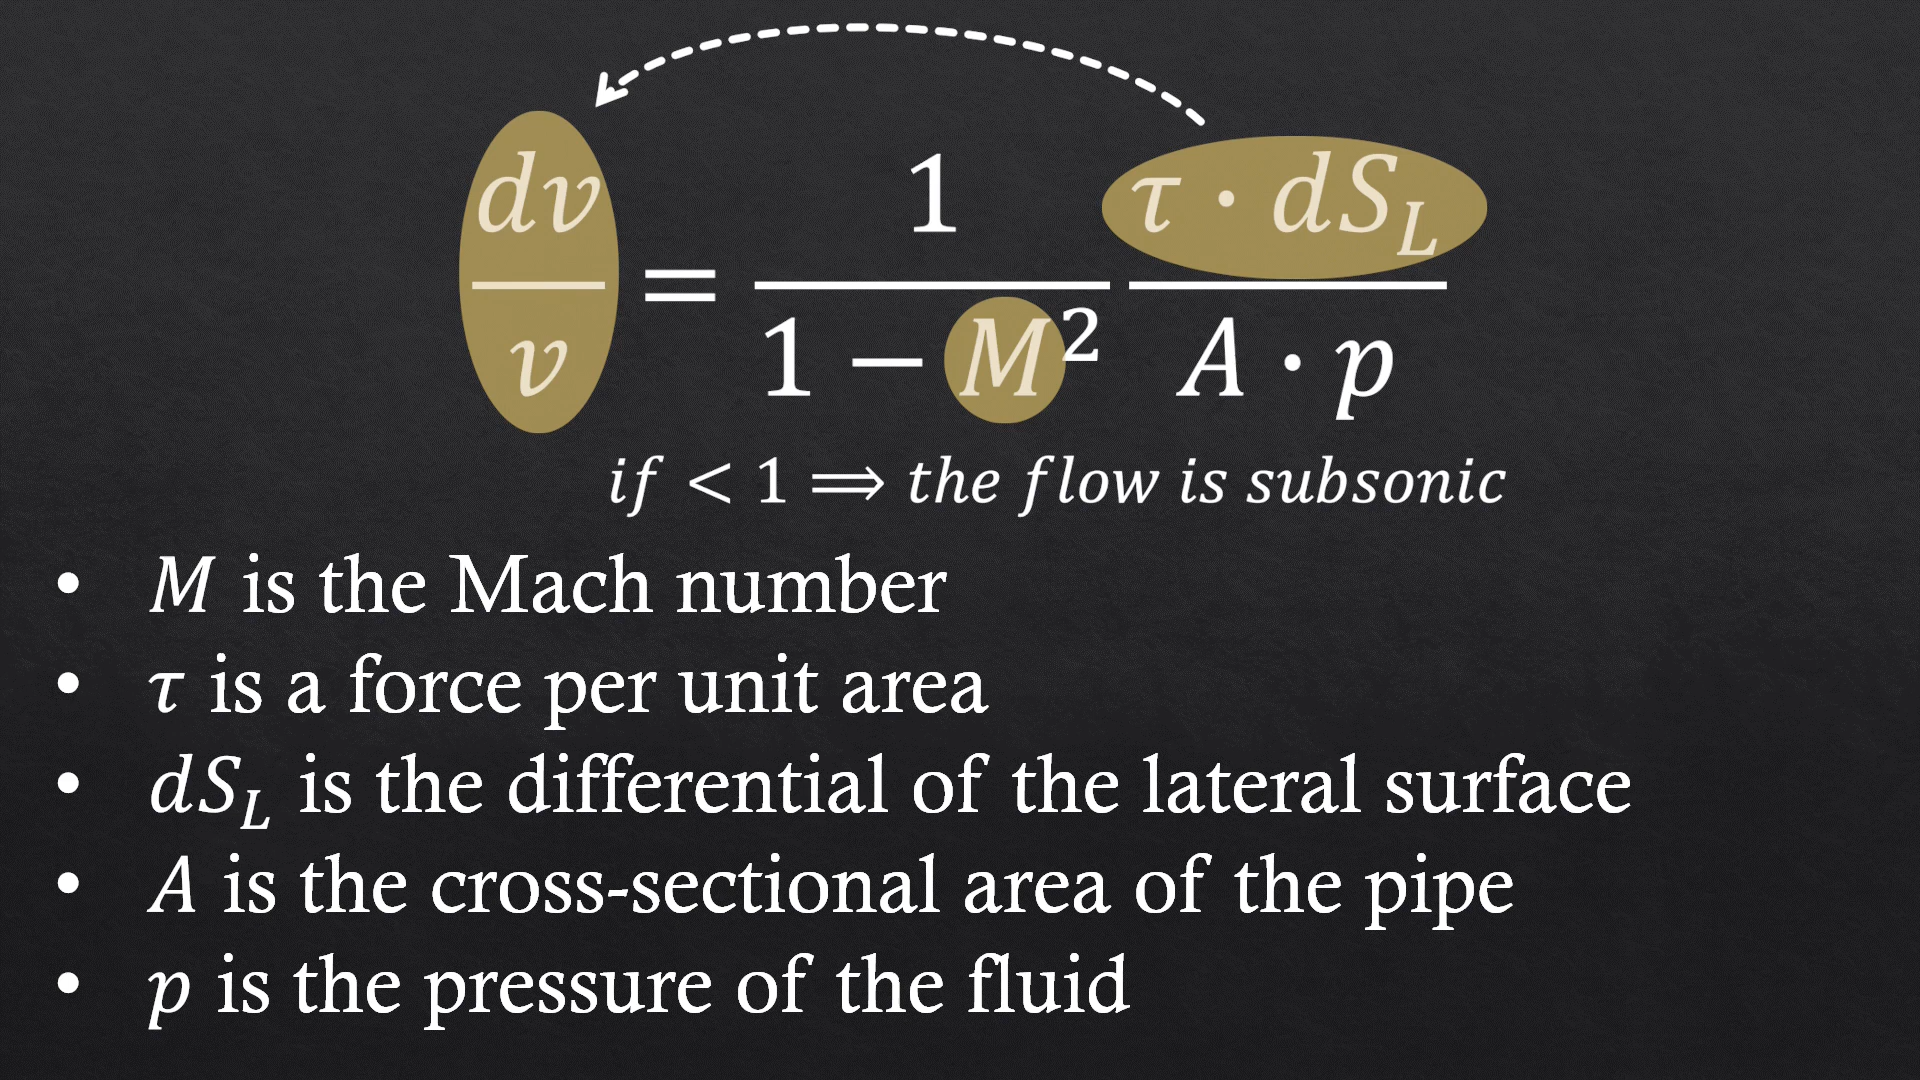 dv/v = 1/(1 − M²) τ · dS_L/(A · p)
if < 1 ⟹ the flow is subsonic
• M is the Mach number
• τ is a force per unit area
• dS_L is the differential of the lateral surface
• A is the cross-sectional area of the pipe
• p is the pressure of the fluid